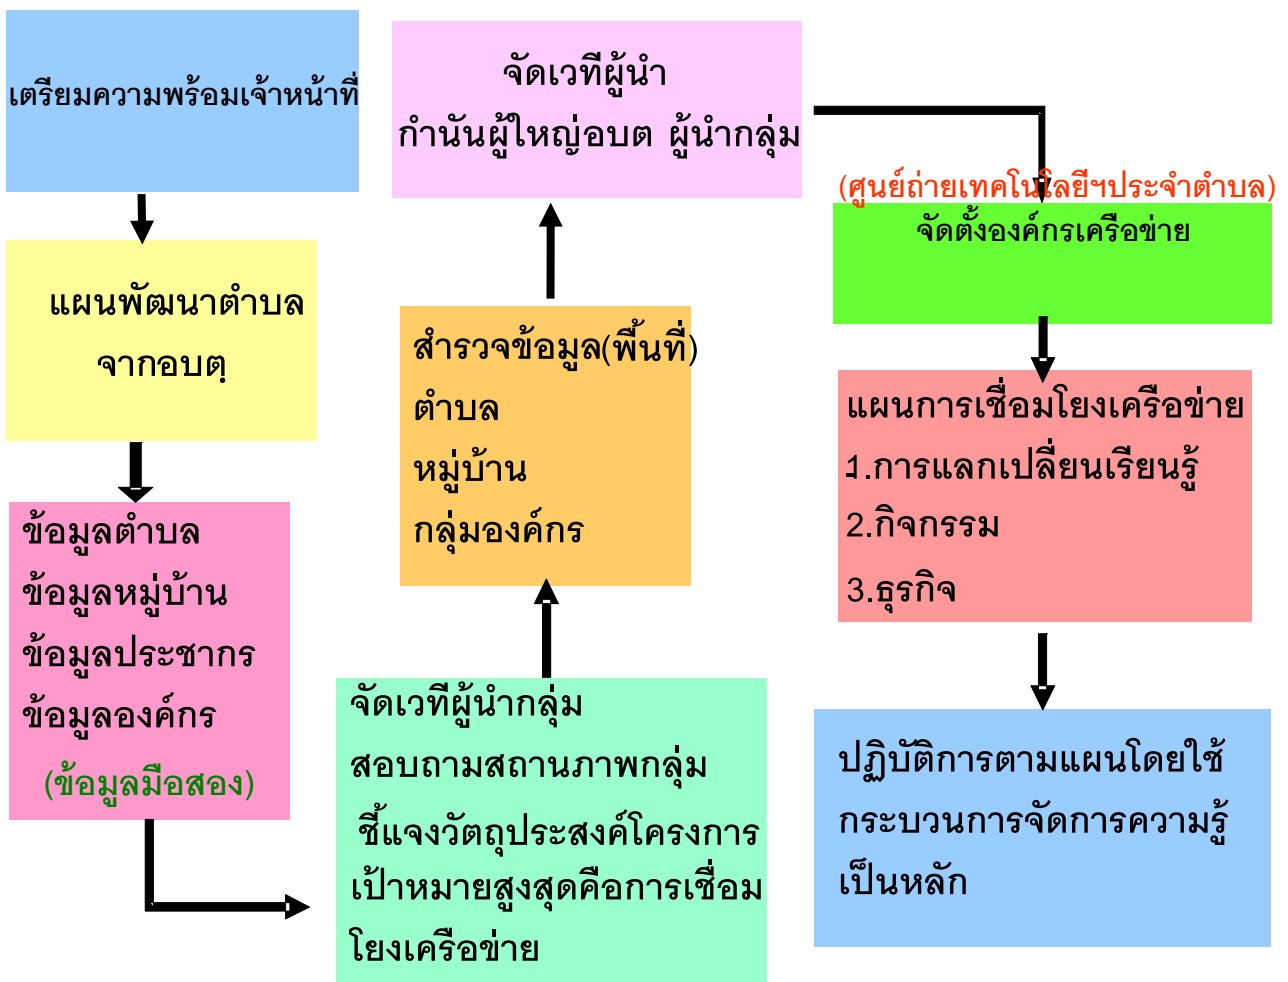 เตรียมความพร้อมเจ้าหน้าที่
แผนพัฒนาตำบล
จากอบตฺ
ข้อมูลตำบล
ข้อมูลหมู่บ้าน
ข้อมูลประชากร
ข้อมูลองค์กร
(ข้อมูลมือสอง)
จัดเวทีผู้นำกลุ่ม
สอบถามสถานภาพกลุ่ม
ชี้แจงวัตถุประสงค์โครงการ
เป้าหมายสูงสุดคือการเชื่อม
โยงเครือข่าย
สำรวจข้อมูล(พื้นที่)
ตำบล
หมู่บ้าน
กลุ่มองค์กร
จัดเวทีผู้นำ
กำนันผู้ใหญ่อบต ผู้นำกลุ่ม
(ศูนย์ถ่ายเทคโนโลยีฯประจำตำบล)
จัดตั้งองค์กรเครือข่าย
แผนการเชื่อมโยงเครือข่าย
1.การแลกเปลี่ยนเรียนรู้
2.กิจกรรม
3.ธุรกิจ
ปฏิบัติการตามแผนโดยใช้
กระบวนการจัดการความรู้
เป็นหลัก